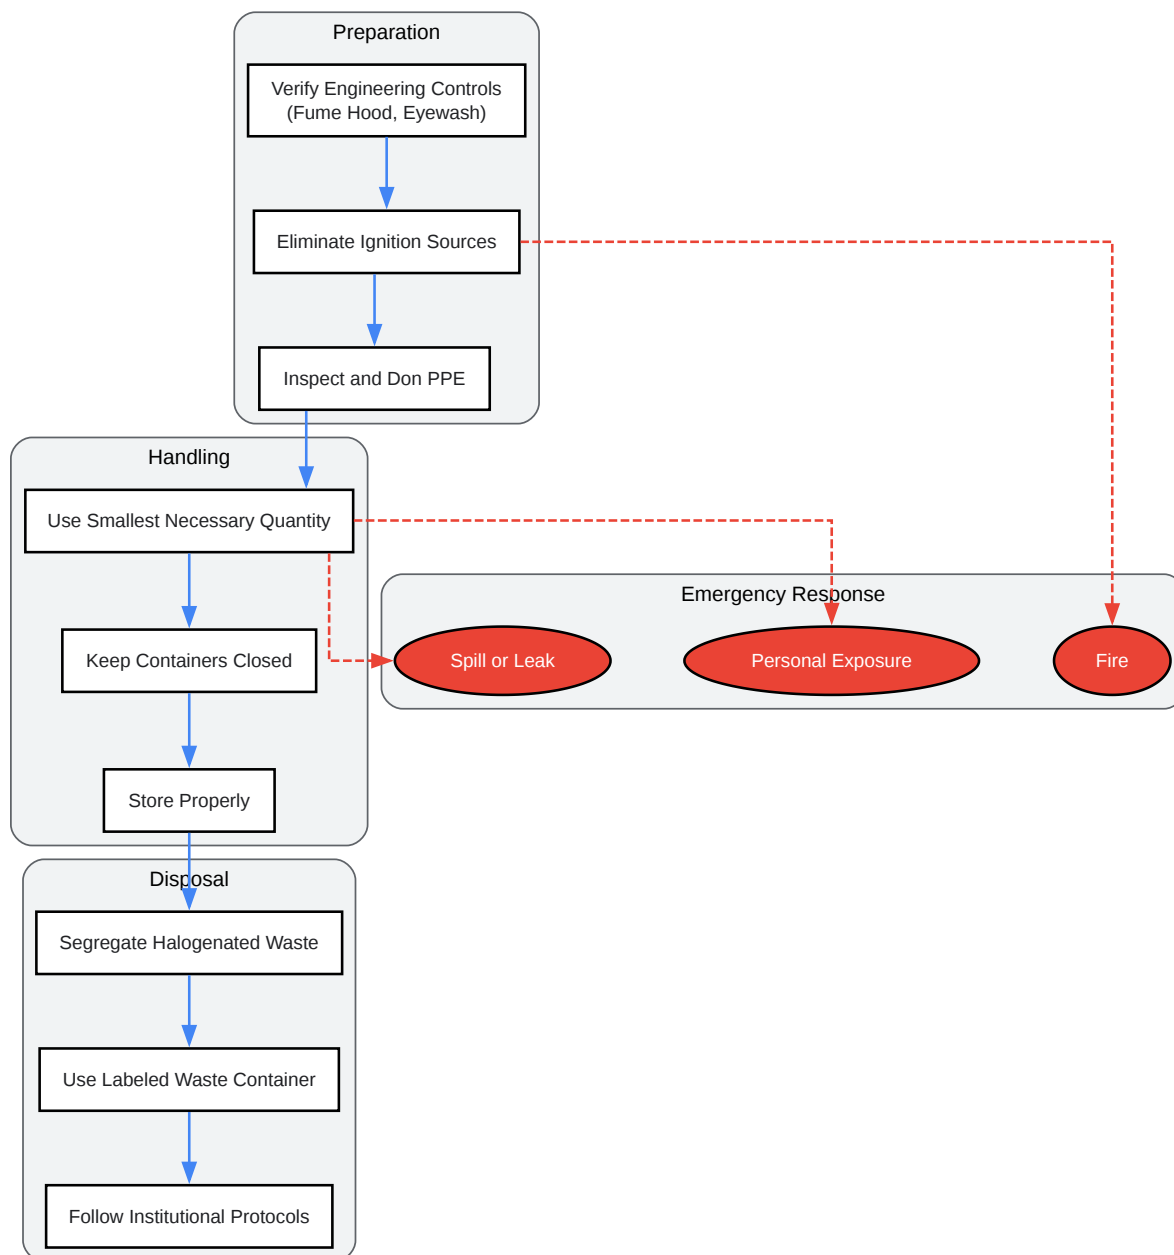 Preparation
Verify Engineering Controls
(Fume Hood, Eyewash)
Eliminate Ignition Sources
Inspect and Don PPE
Handling
Use Smallest Necessary Quantity
Keep Containers Closed
Store Properly
Emergency Response
Spill or Leak
Personal Exposure
Fire
Disposal
Segregate Halogenated Waste
Use Labeled Waste Container
Follow Institutional Protocols